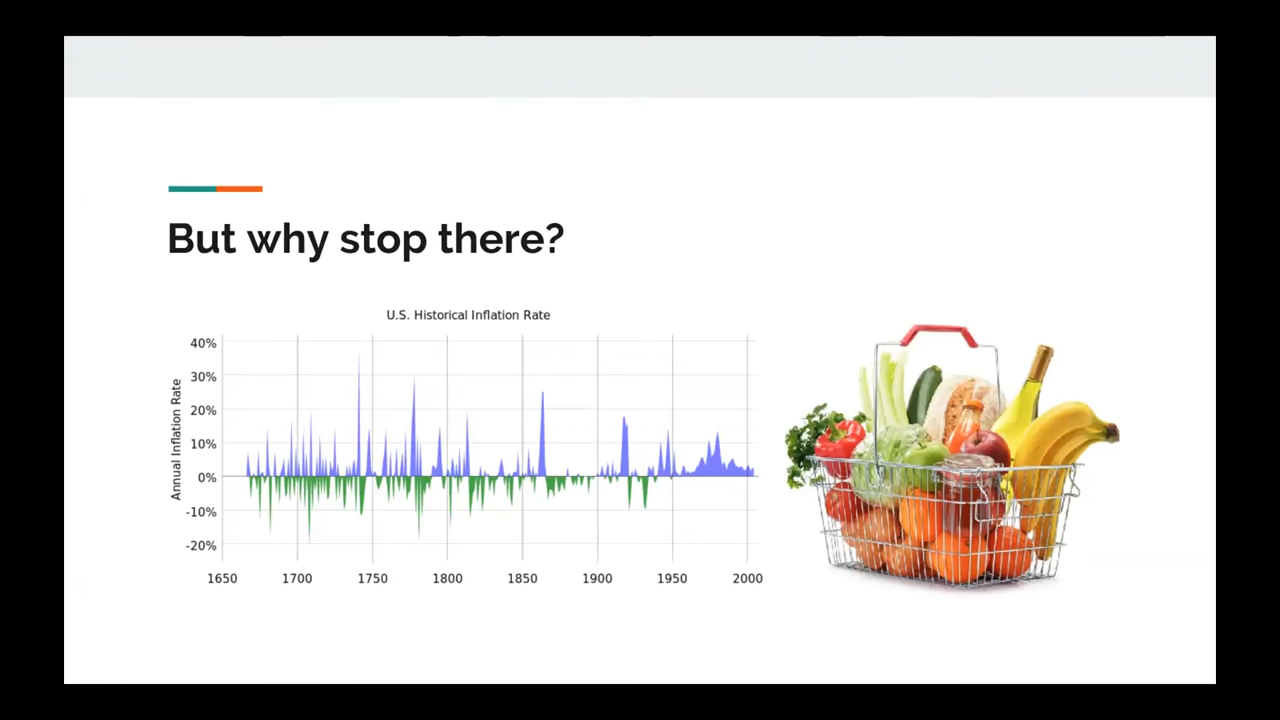 But why stop there?
U.S. Historical Inflation Rate
Annual Inflation Rate
40%
30%
20%
10%
0%
-10%
-20%
1650 1700 1750 1800 1850 1900 1950 2000